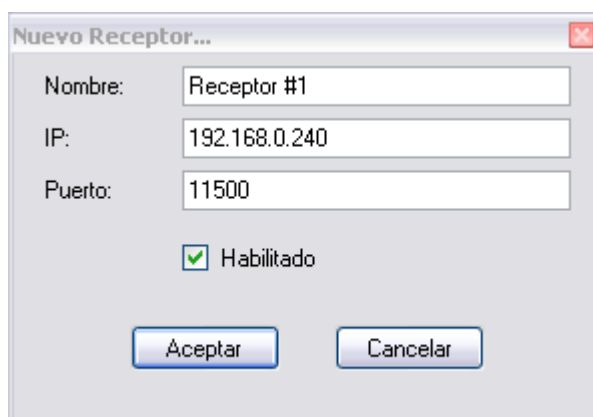 Nuevo Receptor...
Nombre: Receptor #1
IP: 192.168.0.240
Puerto: 11500
Habilitado
Aceptar Cancelar